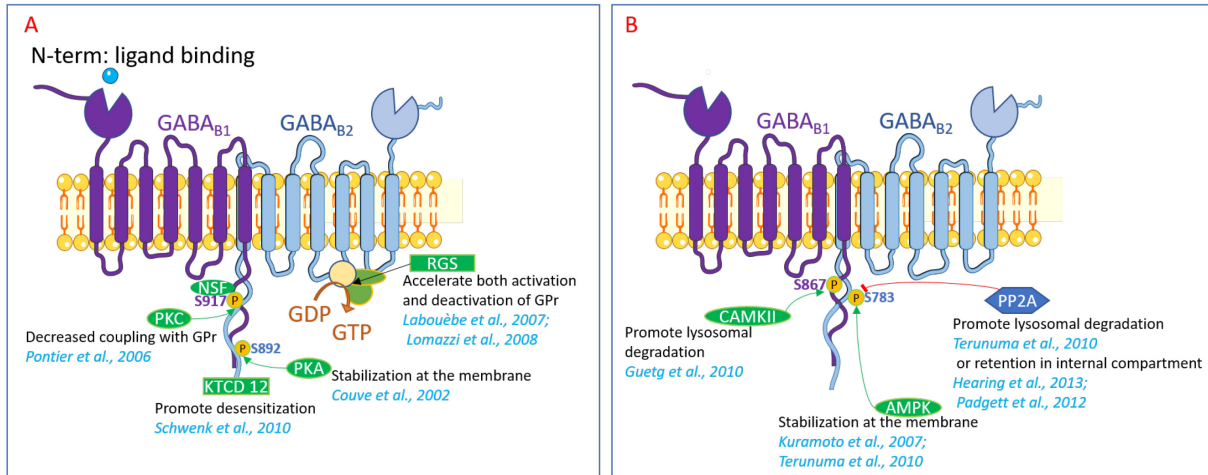 A
N-term: ligand binding
GABAB1
GABAB2
NSF
S917
P
PKC
Decreased coupling with GPr
Pontier et al., 2006
P
S892
PKA
Stabilization at the membrane
Couve et al., 2002
KTCD 12
Promote desensitization
Schwenk et al., 2010
GDP
GTP
RGS
Accelerate both activation
and deactivation of GPr
Labouèbe et al., 2007;
Lomazzi et al., 2008
B
GABAB1
GABAB2
S867
P
P
S783
CAMKII
Promote lysosomal
degradation
Guetg et al., 2010
PP2A
Promote lysosomal degradation
Terunuma et al., 2010
or retention in internal compartment
Hearing et al., 2013;
Padgett et al., 2012
AMPK
Stabilization at the membrane
Kuramoto et al., 2007;
Terunuma et al., 2010